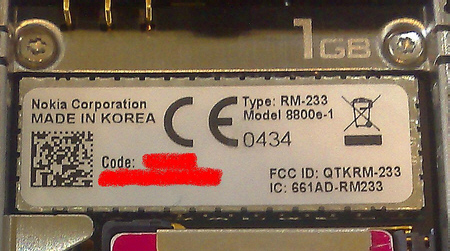 1GB
Nokia Corporation
MADE IN KOREA
CE
0434
Type: RM-233
Model 8800e-1
Code:
FCC ID: QTKRM-233
IC: 661AD-RM233